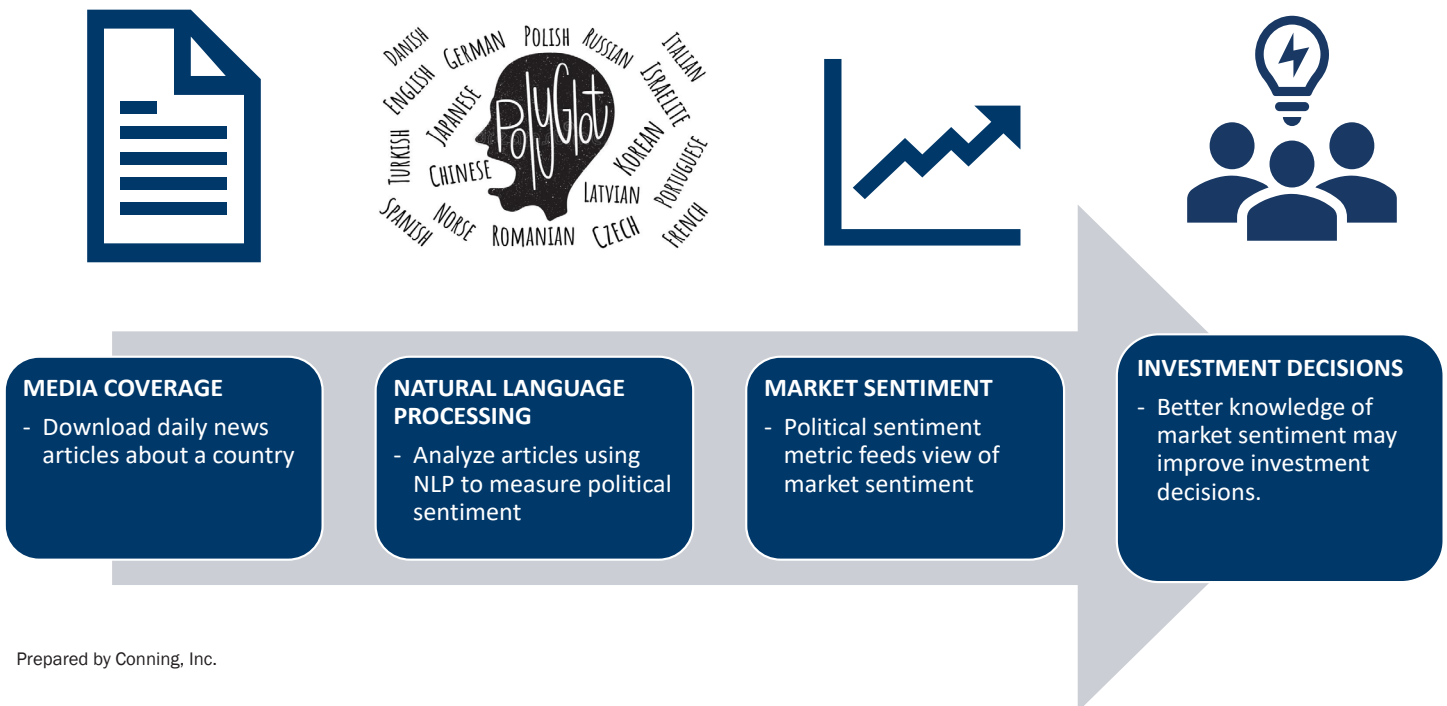 DANISH
GERMAN
POLISH
RUSSIAN
ITALIAN
ENGLISH
JAPANESE
PolyGlot
ISRAELITE
TURKISH
CHINESE
KOREAN
PORTUGUESE
LATVIAN
SPANISH
NORSE
ROMANIAN
CZECH
FRENCH
MEDIA COVERAGE
- Download daily news
articles about a country
NATURAL LANGUAGE
PROCESSING
- Analyze articles using
NLP to measure political
sentiment
MARKET SENTIMENT
- Political sentiment
metric feeds view of
market sentiment
INVESTMENT DECISIONS
- Better knowledge of
market sentiment may
improve investment
decisions.
Prepared by Conning, Inc.